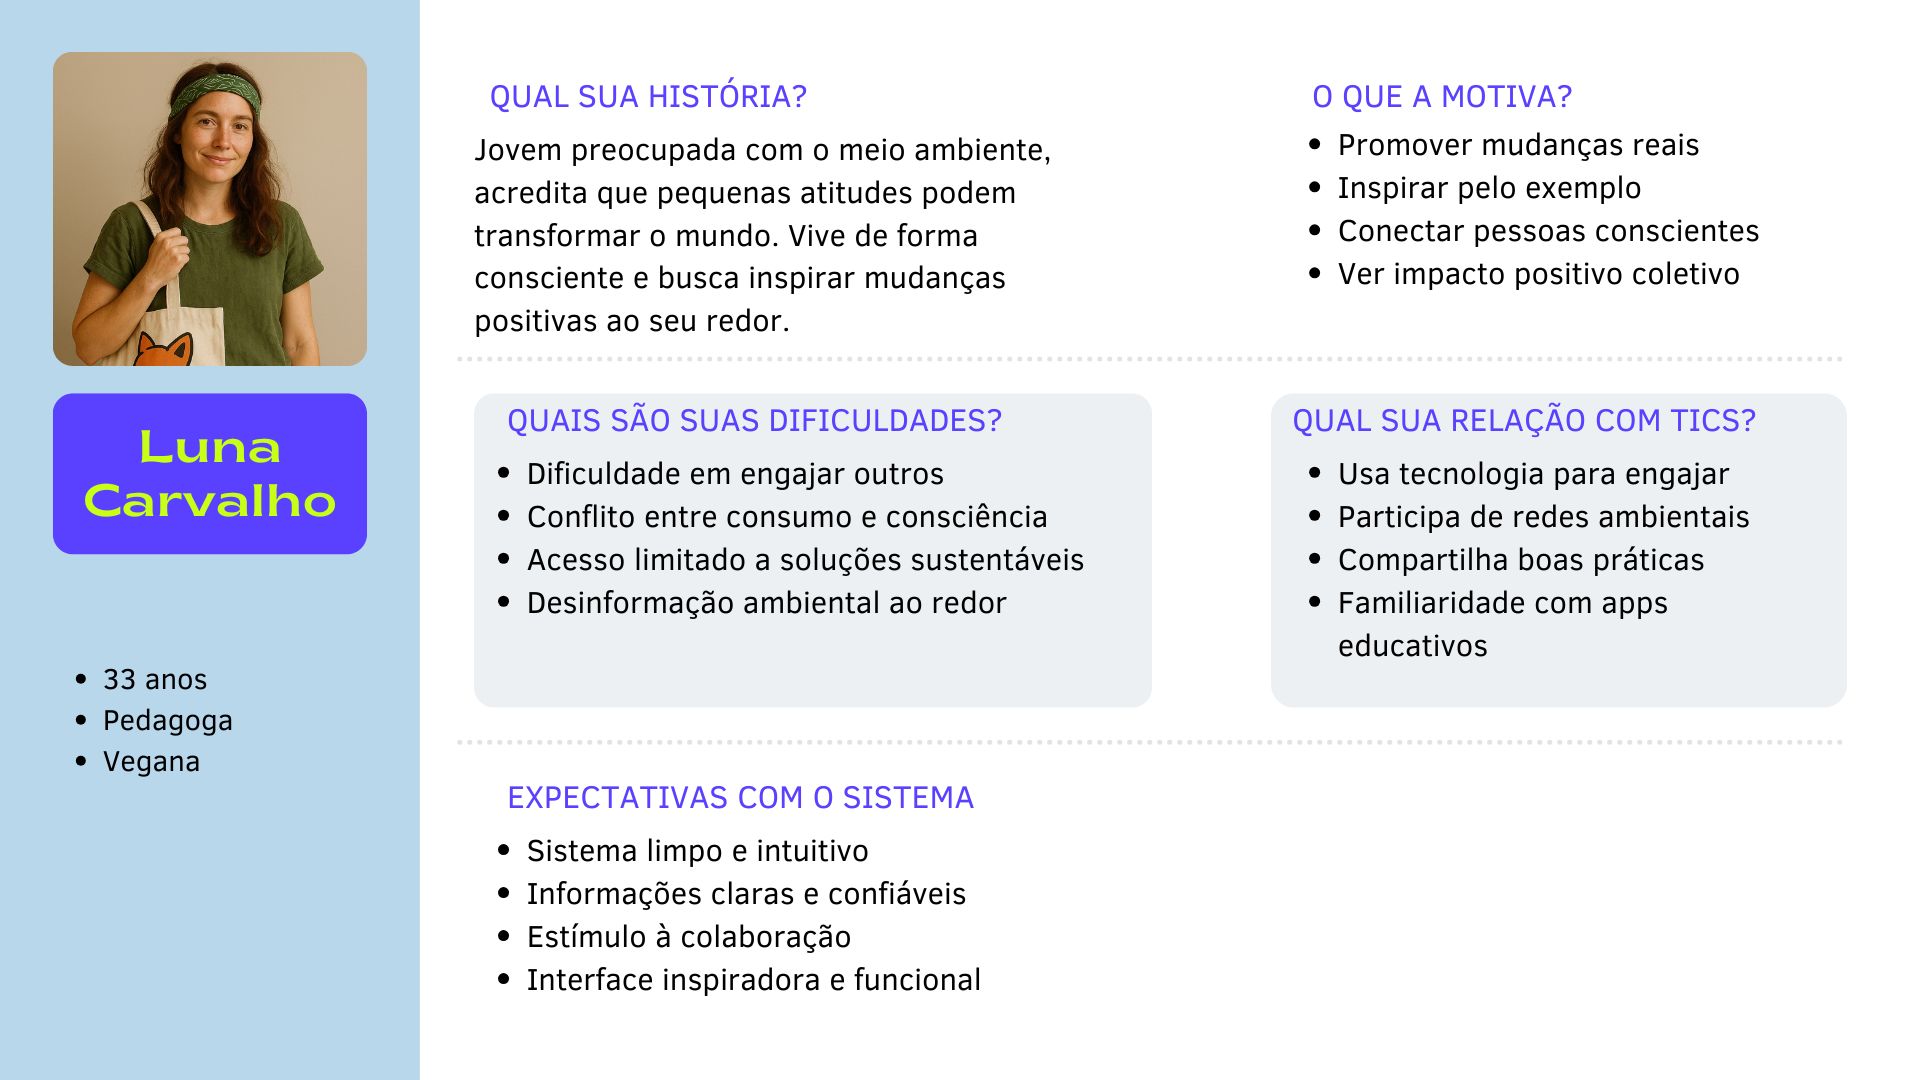 Luna
Carvalho
33 anos
Pedagoga
Vegana
QUAL SUA HISTÓRIA?
Jovem preocupada com o meio ambiente,
acredita que pequenas atitudes podem
transformar o mundo. Vive de forma
consciente e busca inspirar mudanças
positivas ao seu redor.
O QUE A MOTIVA?
Promover mudanças reais
Inspirar pelo exemplo
Conectar pessoas conscientes
Ver impacto positivo coletivo
QUAIS SÃO SUAS DIFICULDADES?
Dificuldade em engajar outros
Conflito entre consumo e consciência
Acesso limitado a soluções sustentáveis
Desinformação ambiental ao redor
QUAL SUA RELAÇÃO COM TICS?
Usa tecnologia para engajar
Participa de redes ambientais
Compartilha boas práticas
Familiaridade com apps
educativos
EXPECTATIVAS COM O SISTEMA
Sistema limpo e intuitivo
Informações claras e confiáveis
Estímulo à colaboração
Interface inspiradora e funcional